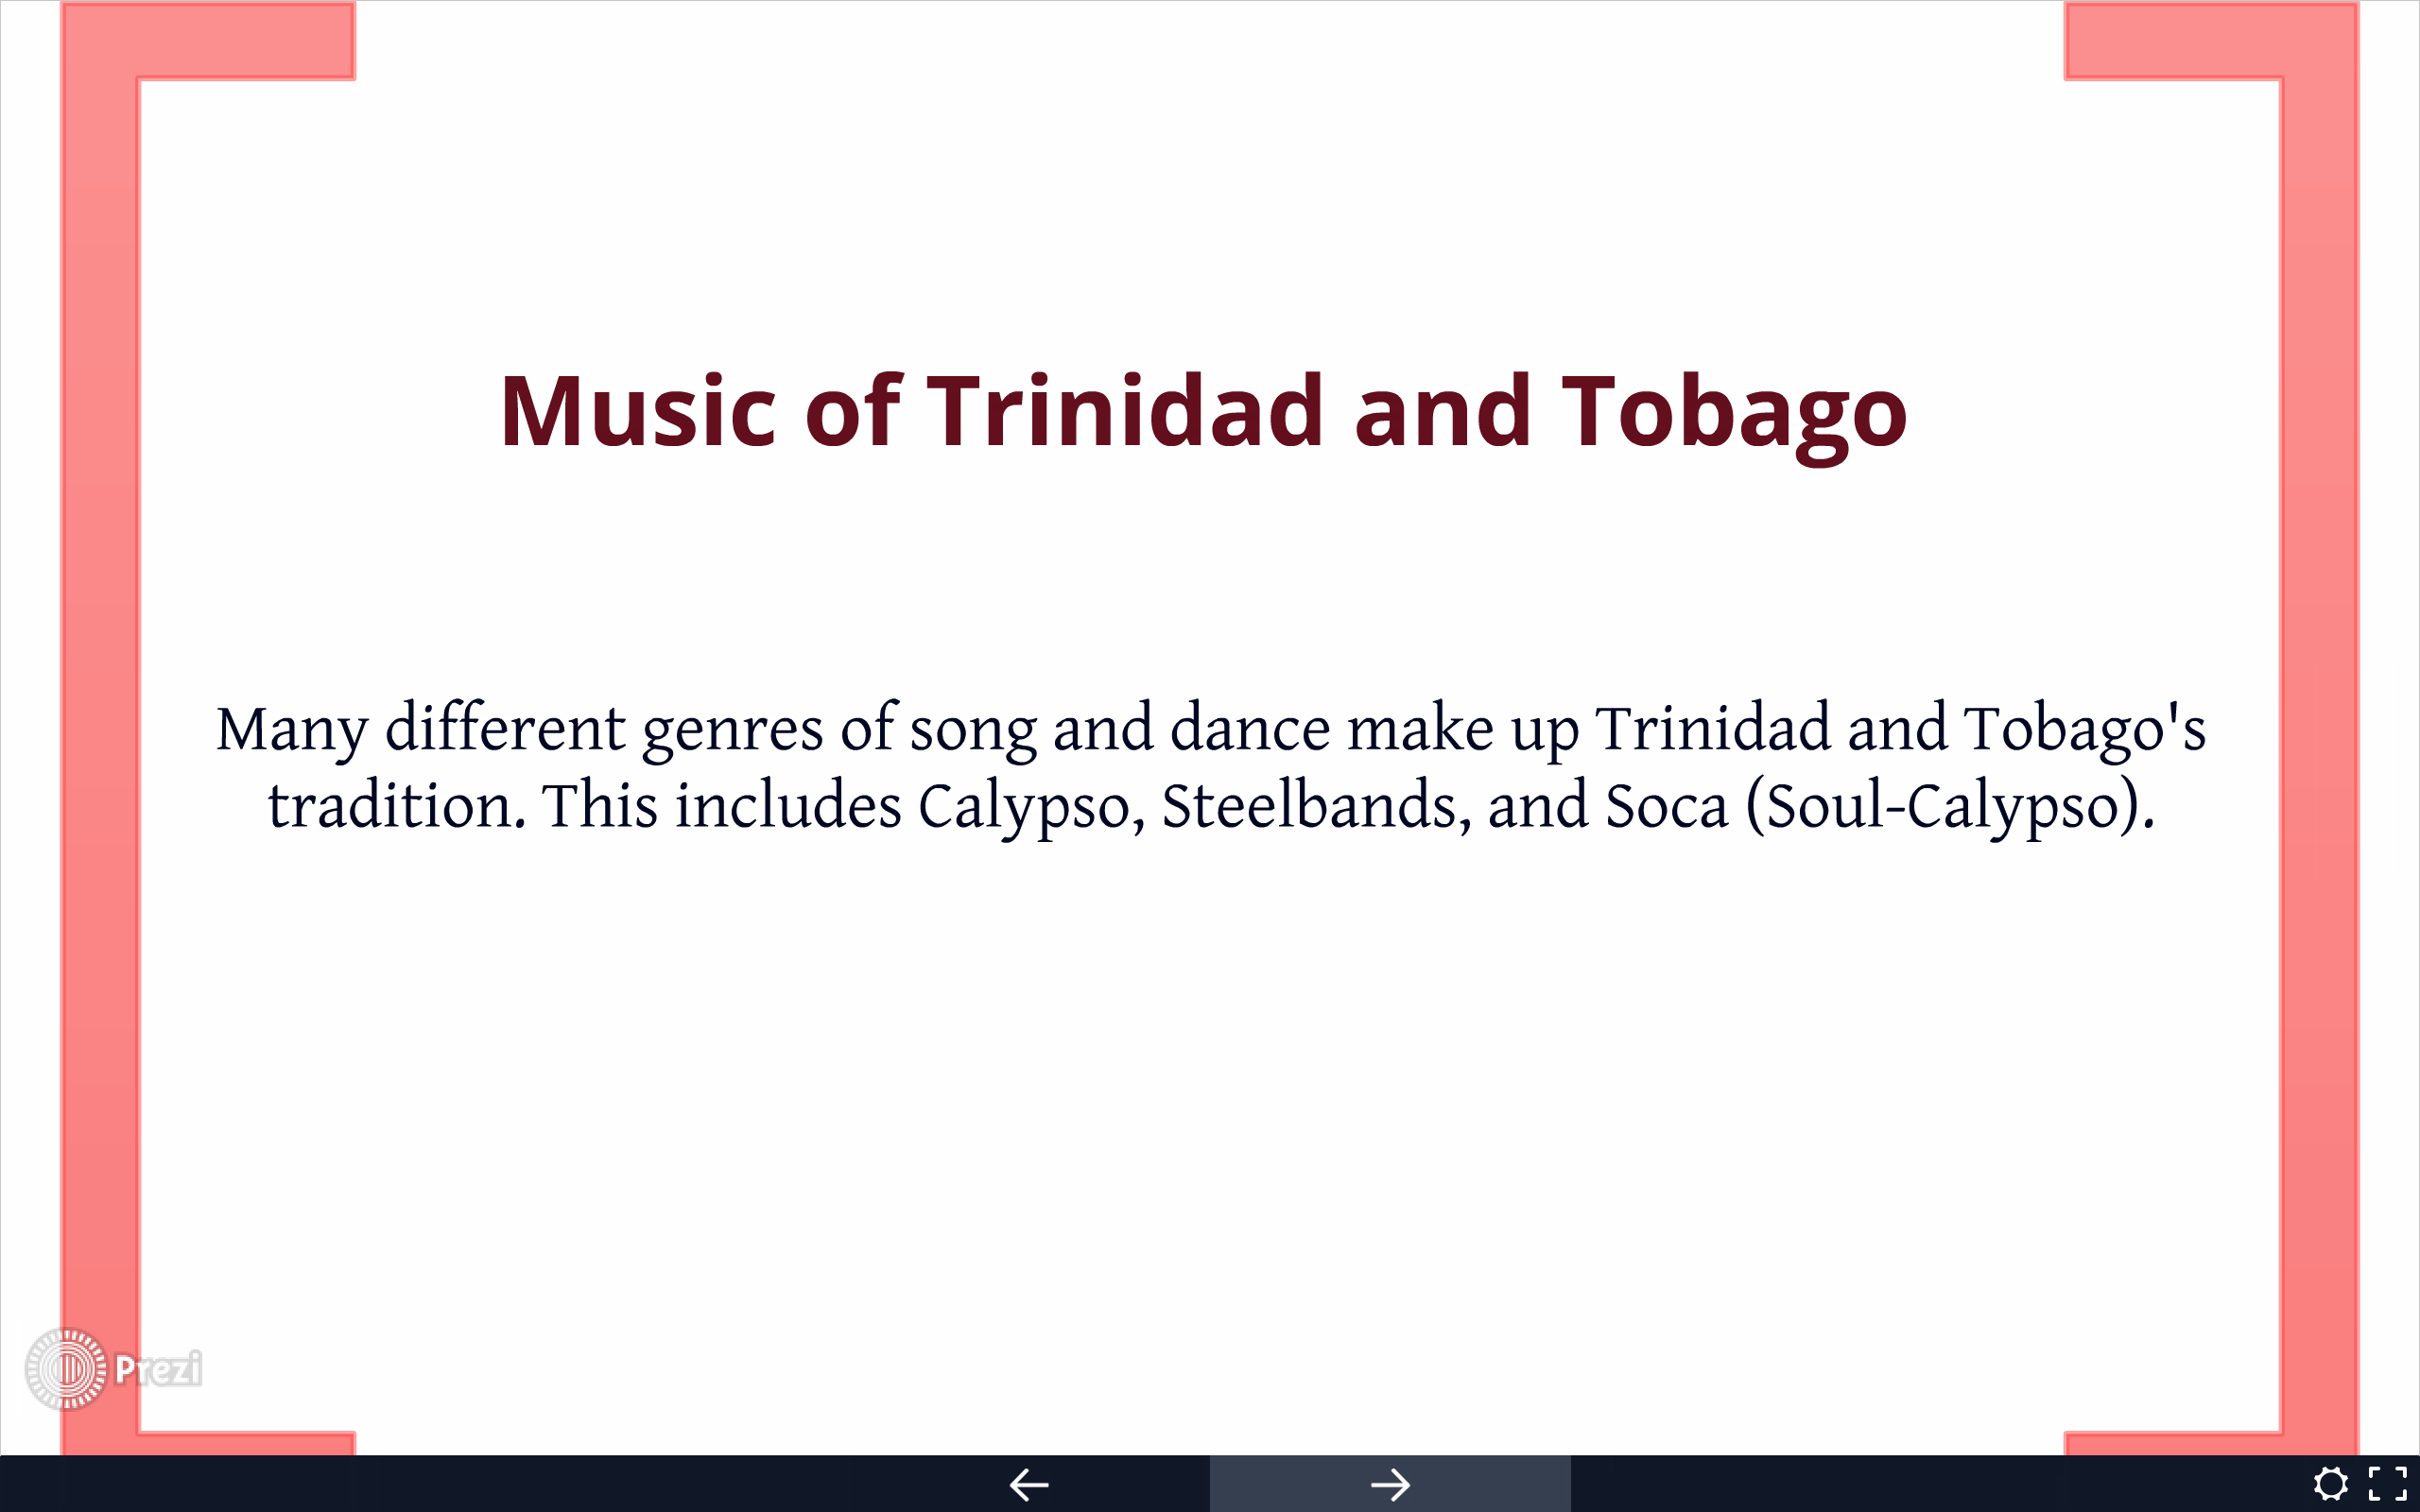 Music of Trinidad and Tobago
Many different genres of song and dance make up Trinidad and Tobago's
tradition. This includes Calypso, Steelbands, and Soca (Soul-Calypso).
Prezi